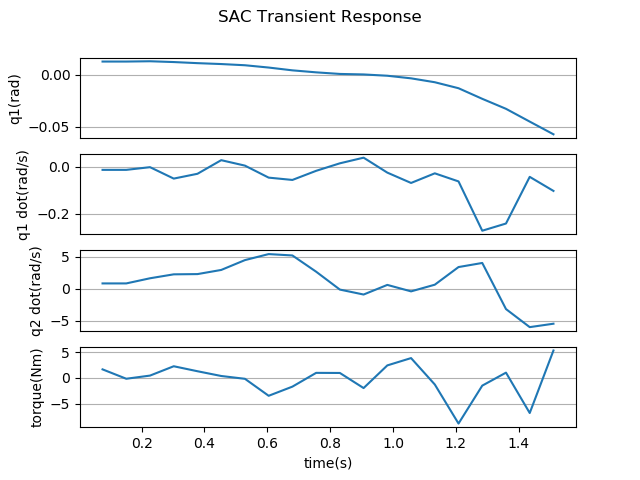 SAC Transient Response
q1(rad)
0.00
−0.05
q1 dot(rad/s)
0.0
−0.2
q2 dot(rad/s)
5
0
−5
torque(Nm)
5
0
−5
0.2 0.4 0.6 0.8 1.0 1.2 1.4
time(s)